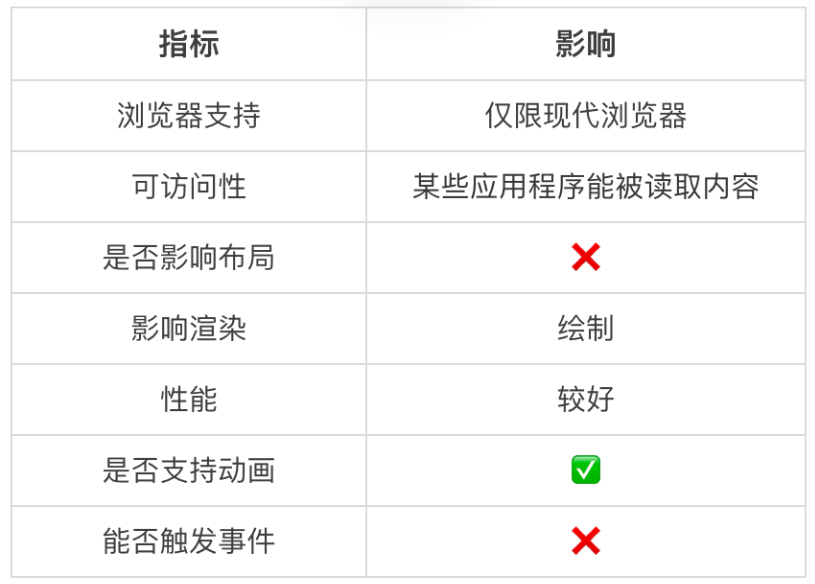 指标 影响
浏览器支持 仅限现代浏览器
可访问性 某些应用程序能被读取内容
是否影响布局 ❌
影响渲染 绘制
性能 较好
是否支持动画 ✅
能否触发事件 ❌